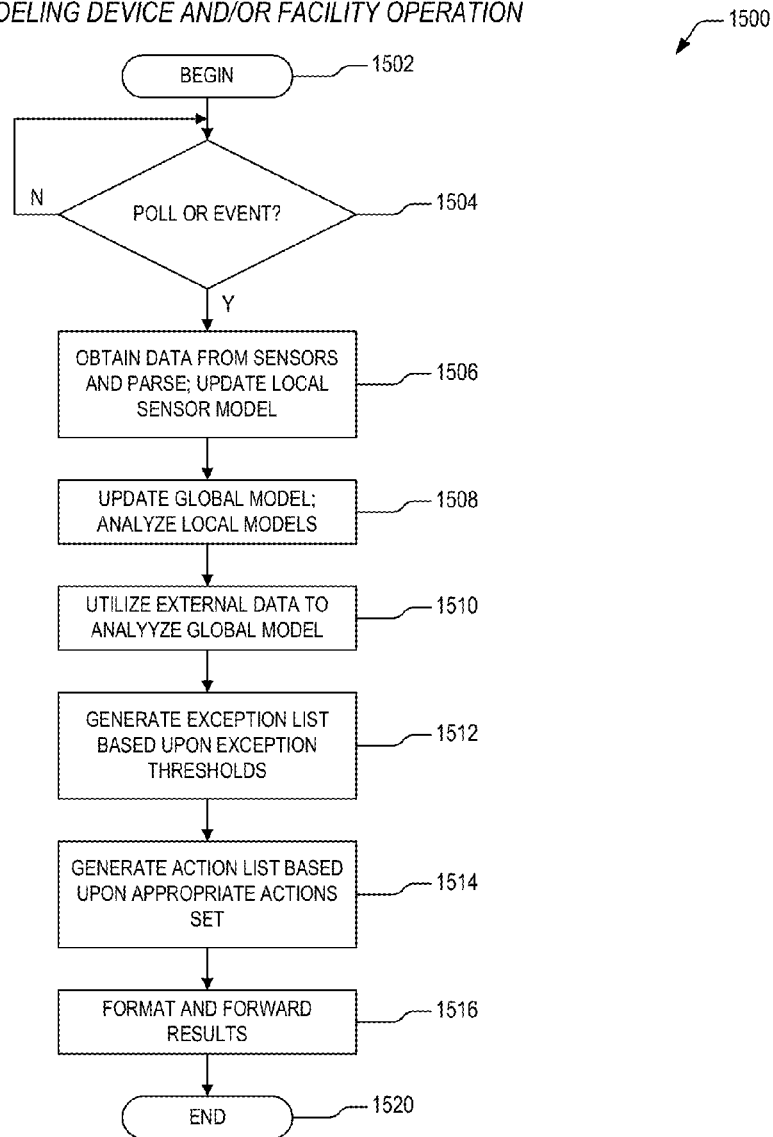 DELING DEVICE AND/OR FACILITY OPERATION
1500
BEGIN
1502
POLL OR EVENT?
1504
N
Y
OBTAIN DATA FROM SENSORS
AND PARSE; UPDATE LOCAL
SENSOR MODEL
1506
UPDATE GLOBAL MODEL;
ANALYZE LOCAL MODELS
1508
UTILIZE EXTERNAL DATA TO
ANALYYZE GLOBAL MODEL
1510
GENERATE EXCEPTION LIST
BASED UPON EXCEPTION
THRESHOLDS
1512
GENERATE ACTION LIST BASED
UPON APPROPRIATE ACTIONS
SET
1514
FORMAT AND FORWARD
RESULTS
1516
END
1520